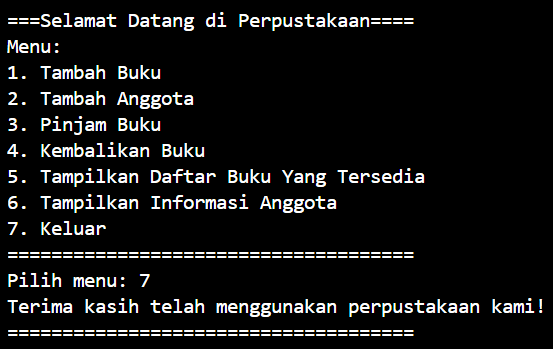 ===Selamat Datang di Perpustakaan====
Menu:
1. Tambah Buku
2. Tambah Anggota
3. Pinjam Buku
4. Kembalikan Buku
5. Tampilkan Daftar Buku Yang Tersedia
6. Tampilkan Informasi Anggota
7. Keluar
=====================================
Pilih menu: 7
Terima kasih telah menggunakan perpustakaan kami!
=====================================